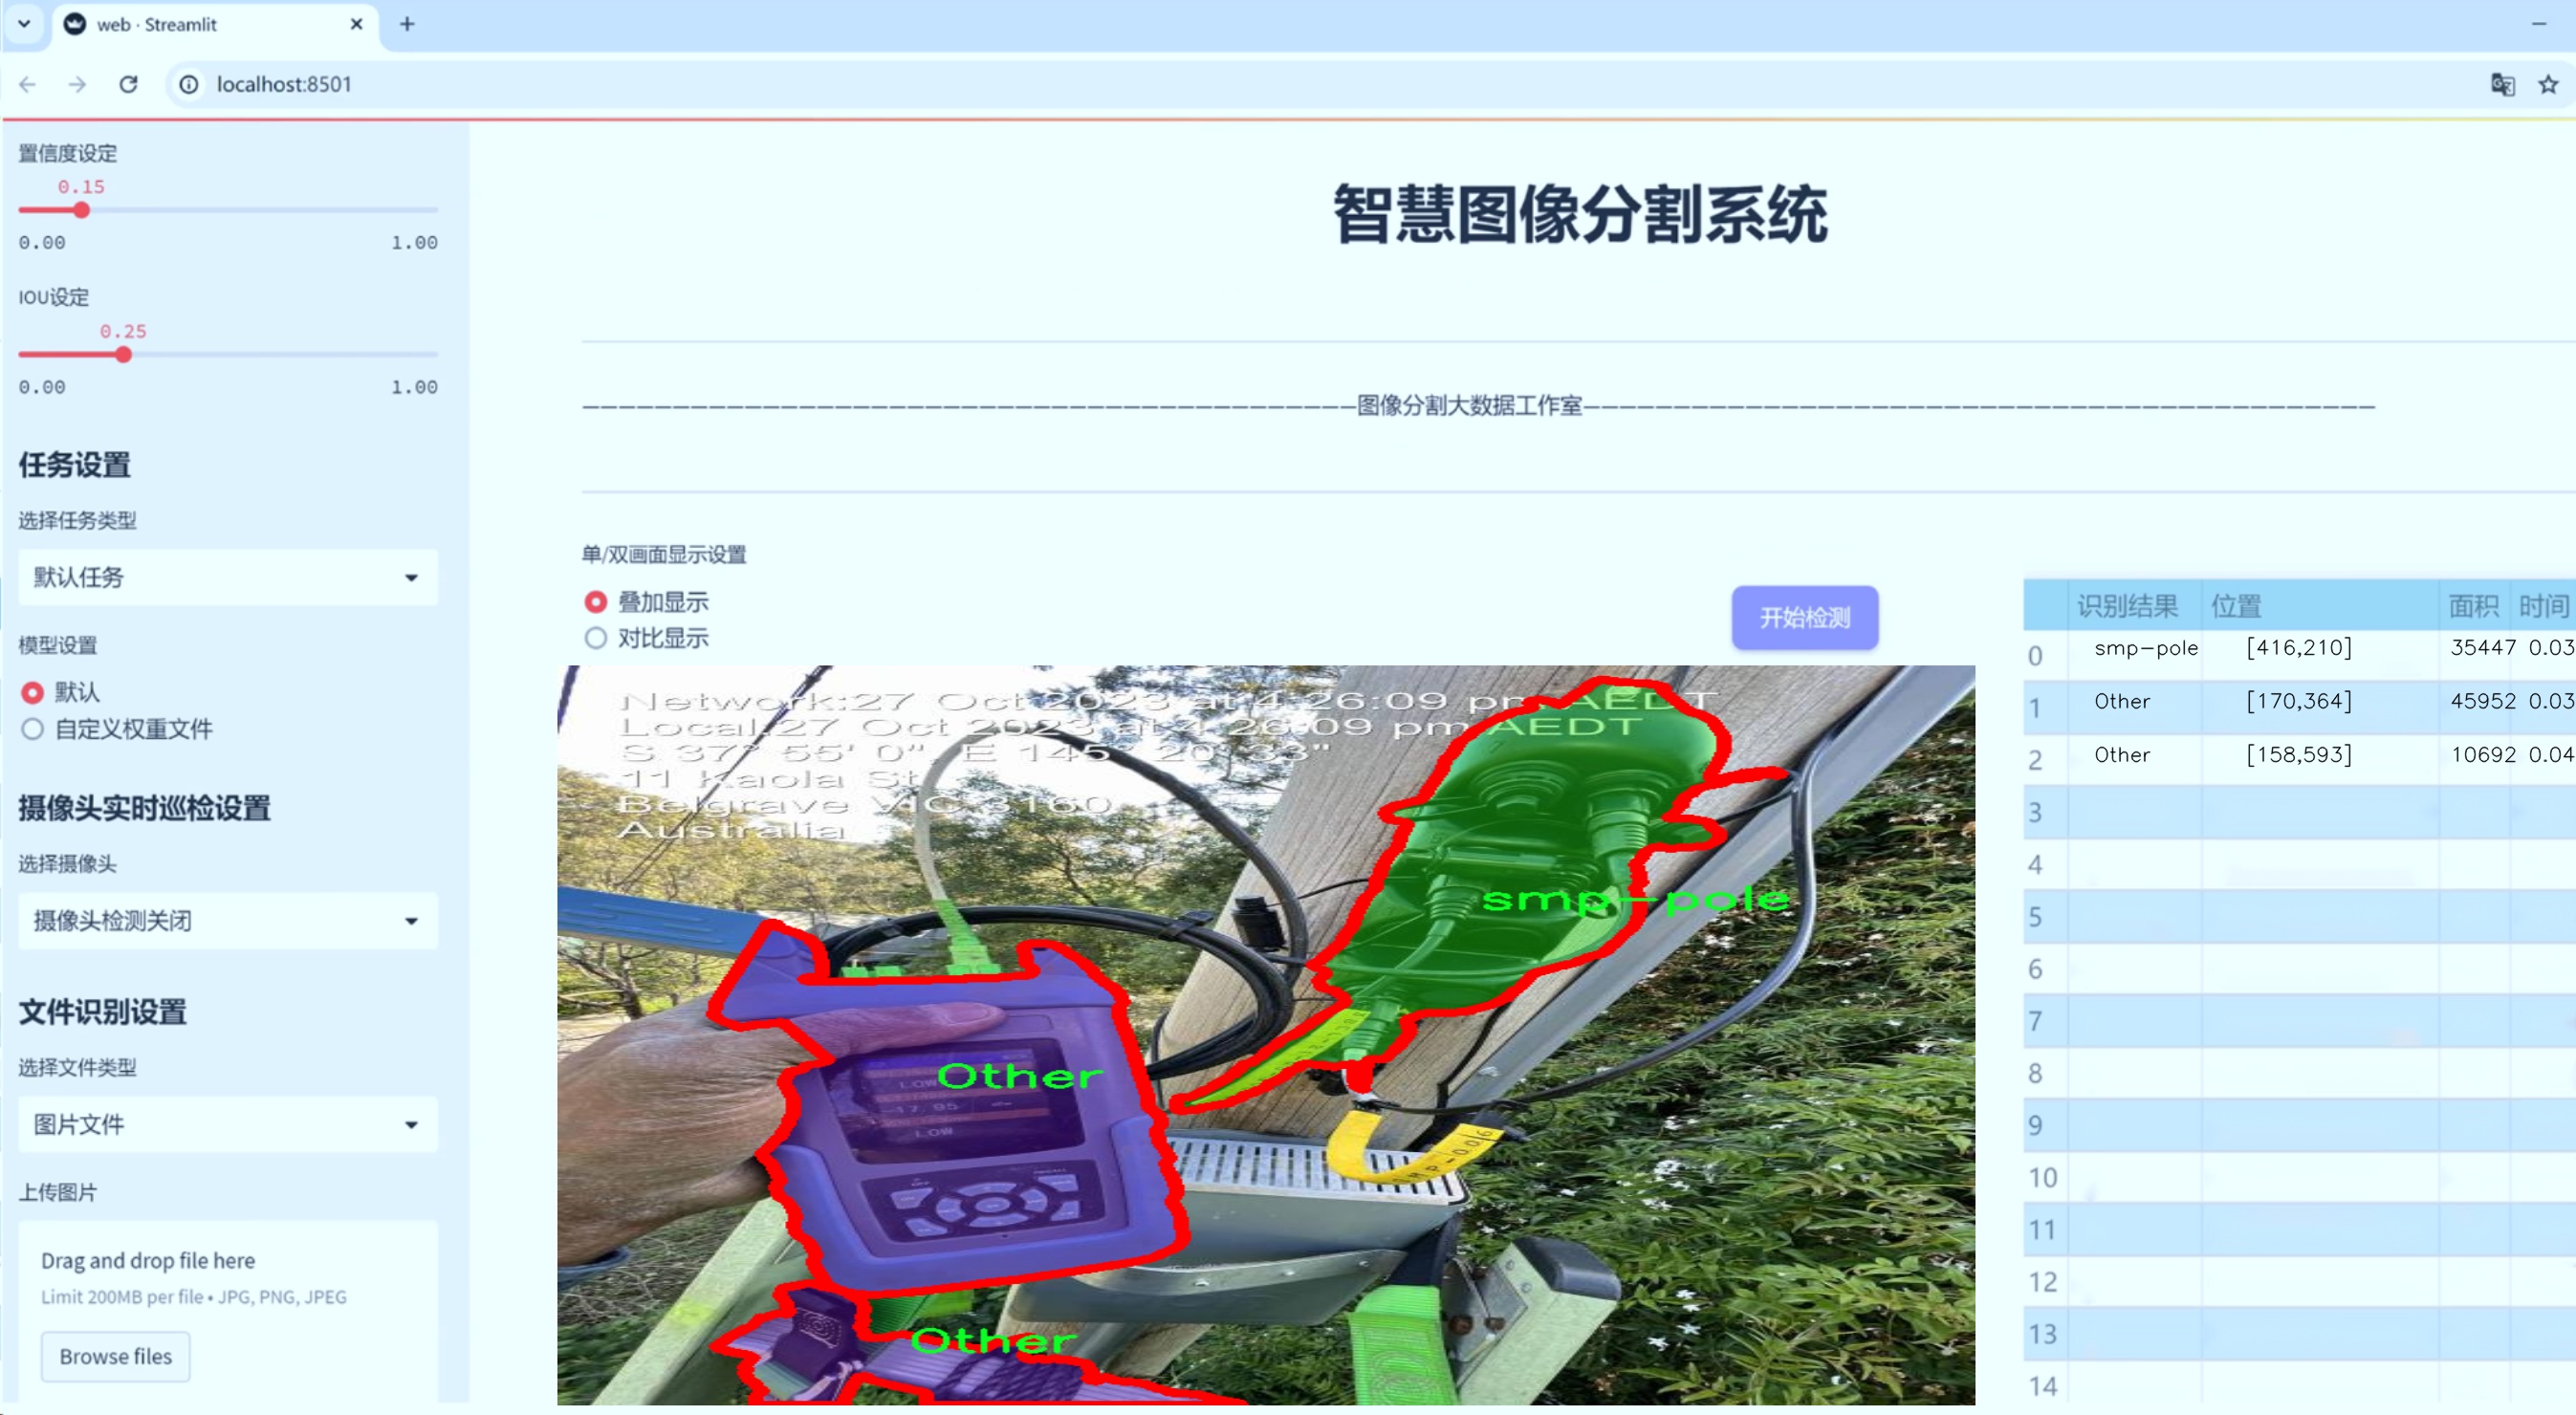 web · Streamlit
localhost:8501
置信度设定
0.15
0.00 1.00
IOU设定
0.25
0.00 1.00
任务设置
选择任务类型
默认任务
模型设置
默认
自定义权重文件
摄像头实时巡检设置
选择摄像头
摄像头检测关闭
文件识别设置
选择文件类型
图片文件
上传图片
Drag and drop file here
Limit 200MB per file • JPG, PNG, JPEG
Browse files
智慧图像分割系统
图像分割大数据工作室
单/双画面显示设置
叠加显示
对比显示
开始检测
Network:27 Oct 2023 at 4:26:09 pm AEDT
Local:27 Oct 2023 at 4:26:09 pm AEDT
S 37° 55' 0", E 145° 20' 33"
11 Kaola St
Belgrave VIC 3160
Australia
smp-pole
Other
LOW
-17.95
LOW
Other
识别结果 位置 面积 时间
0 smp-pole [416,210] 35447 0.03
1 Other [170,364] 45952 0.03
2 Other [158,593] 10692 0.04
3
4
5
6
7
8
9
10
11
12
13
14